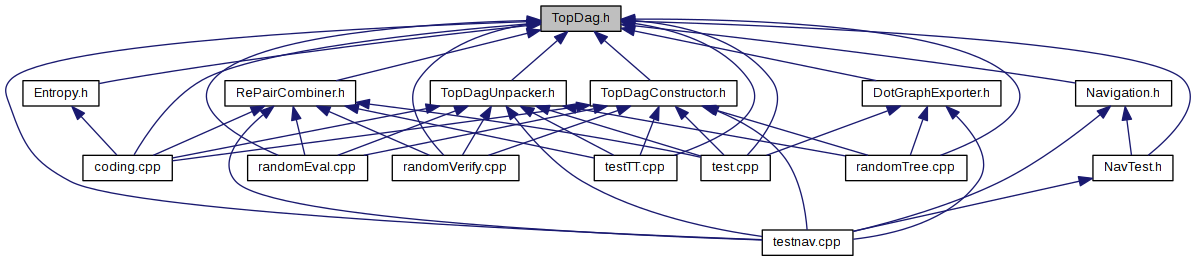 TopDag.h
Entropy.h
RePairCombiner.h
TopDagUnpacker.h
TopDagConstructor.h
DotGraphExporter.h
Navigation.h
coding.cpp
randomEval.cpp
randomVerify.cpp
testTT.cpp
test.cpp
randomTree.cpp
NavTest.h
testnav.cpp